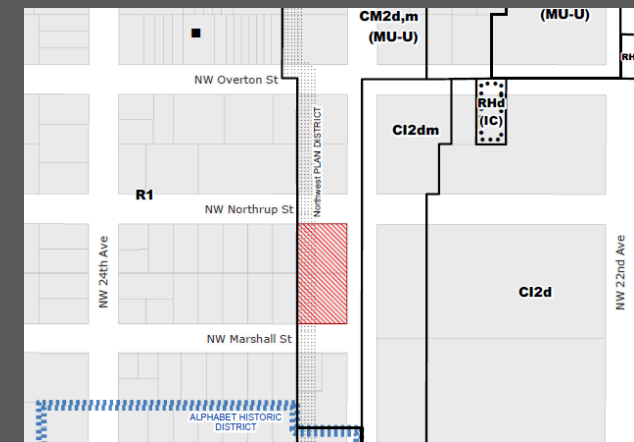 CM2d,m
(MU-U)
(MU-U)
RH
NW Overton St
RHd
(IC)
CI2dm
Northwest PLAN DISTRICT
R1
NW Northrup St
NW 24th Ave
CI2d
NW 22nd Ave
NW Marshall St
ALPHABET HISTORIC
DISTRICT